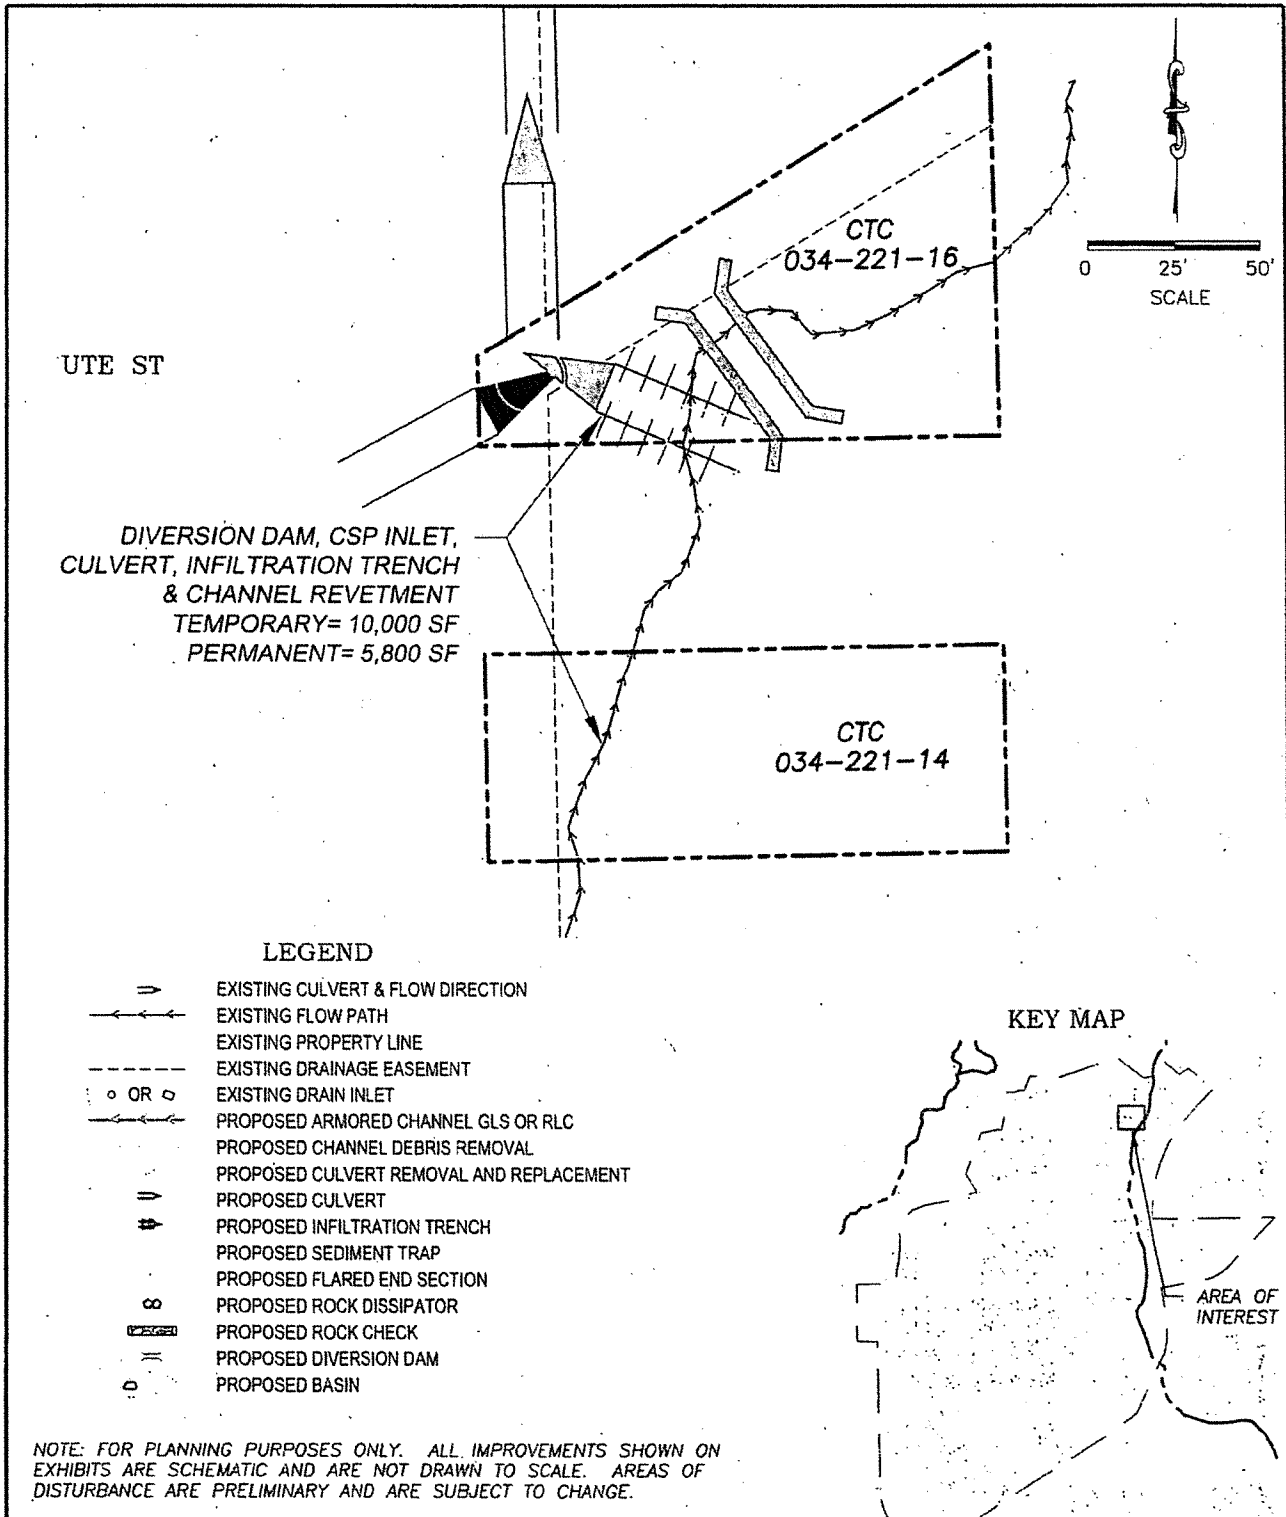 CTC
034-221-16
0 25' 50'
SCALE
UTE ST
DIVERSION DAM, CSP INLET,
CULVERT, INFILTRATION TRENCH
& CHANNEL REVETMENT
TEMPORARY= 10,000 SF
PERMANENT= 5,800 SF
CTC
034-221-14
LEGEND
EXISTING CULVERT & FLOW DIRECTION
EXISTING FLOW PATH
EXISTING PROPERTY LINE
EXISTING DRAINAGE EASEMENT
OR EXISTING DRAIN INLET
PROPOSED ARMORED CHANNEL GLS OR RLC
PROPOSED CHANNEL DEBRIS REMOVAL
PROPOSED CULVERT REMOVAL AND REPLACEMENT
PROPOSED CULVERT
PROPOSED INFILTRATION TRENCH
PROPOSED SEDIMENT TRAP
PROPOSED FLARED END SECTION
PROPOSED ROCK DISSIPATOR
PROPOSED ROCK CHECK
PROPOSED DIVERSION DAM
PROPOSED BASIN
KEY MAP
AREA OF
INTEREST
NOTE: FOR PLANNING PURPOSES ONLY. ALL IMPROVEMENTS SHOWN ON
EXHIBITS ARE SCHEMATIC AND ARE NOT DRAWN TO SCALE. AREAS OF
DISTURBANCE ARE PRELIMINARY AND ARE SUBJECT TO CHANGE.